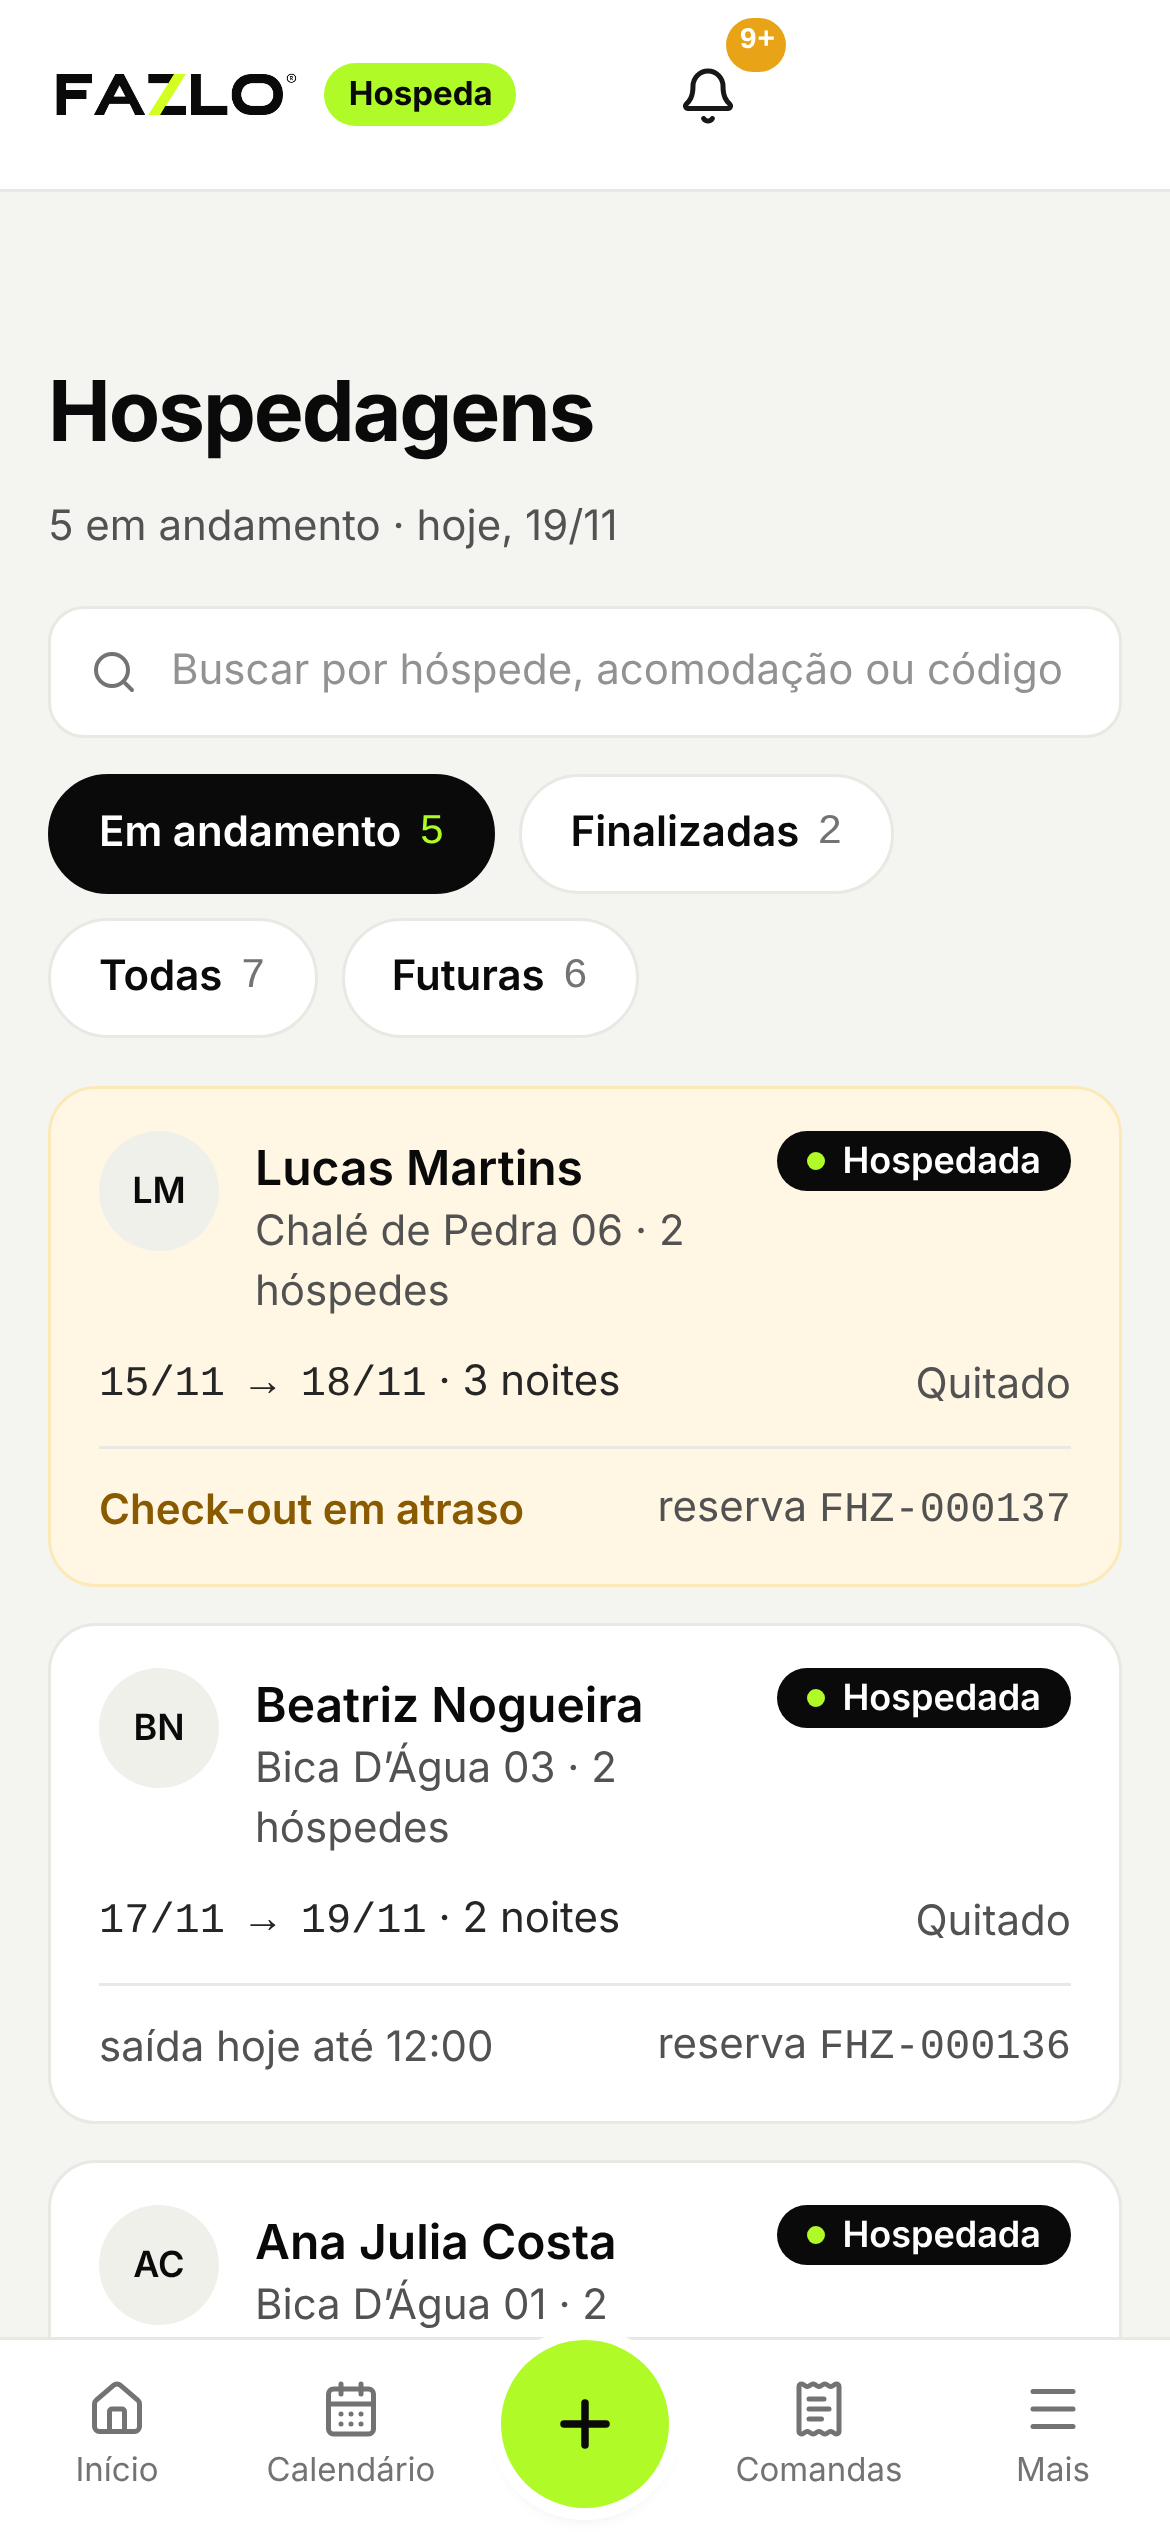 FAZLO® Hospeda 9+
Hospedagens
5 em andamento · hoje, 19/11
Buscar por hóspede, acomodação ou código
Em andamento 5 Finalizadas 2
Todas 7 Futuras 6
LM Lucas Martins Hospedada
Chalé de Pedra 06 · 2
hóspedes
15/11 → 18/11 · 3 noites Quitado
Check-out em atraso reserva FHZ-000137
BN Beatriz Nogueira Hospedada
Bica D’Água 03 · 2
hóspedes
17/11 → 19/11 · 2 noites Quitado
saída hoje até 12:00 reserva FHZ-000136
AC Ana Julia Costa Hospedada
Bica D’Água 01 · 2
Início Calendário Comandas Mais